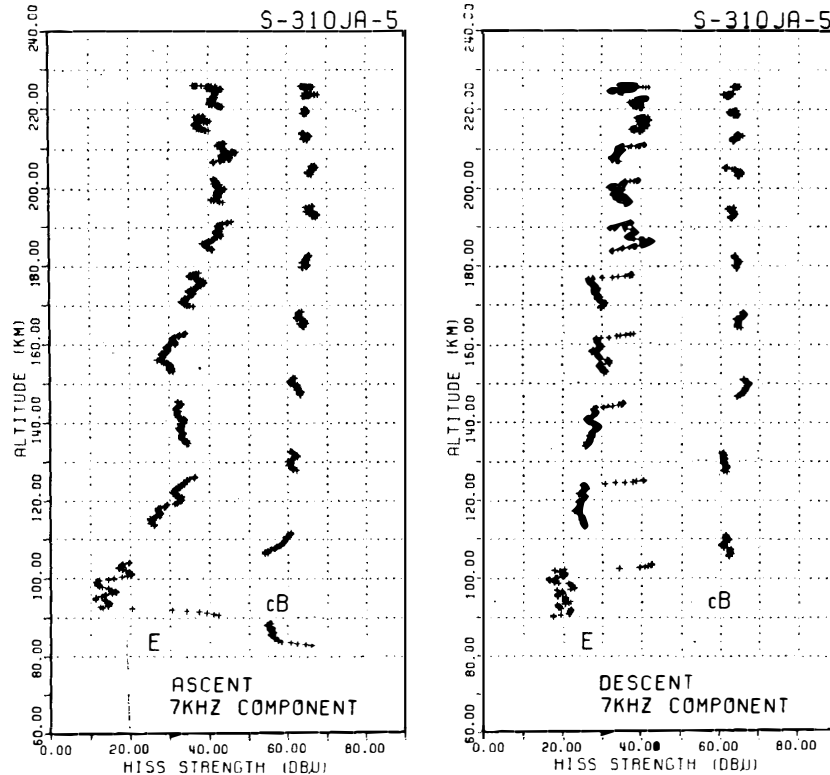 S-310JA-5
240.00
220.00
200.00
180.00
160.00
140.00
120.00
100.00
80.00
60.00
ALTITUDE (KM)
E
cB
ASCENT
7KHZ COMPONENT
0.00 20.00 40.00 60.00 80.00
HISS STRENGTH (DBW)
S-310JA-5
240.00
220.00
200.00
180.00
160.00
140.00
120.00
100.00
80.00
60.00
ALTITUDE (KM)
E
cB
DESCENT
7KHZ COMPONENT
0.00 20.00 40.00 60.00 80.00
HISS STRENGTH (DBW)